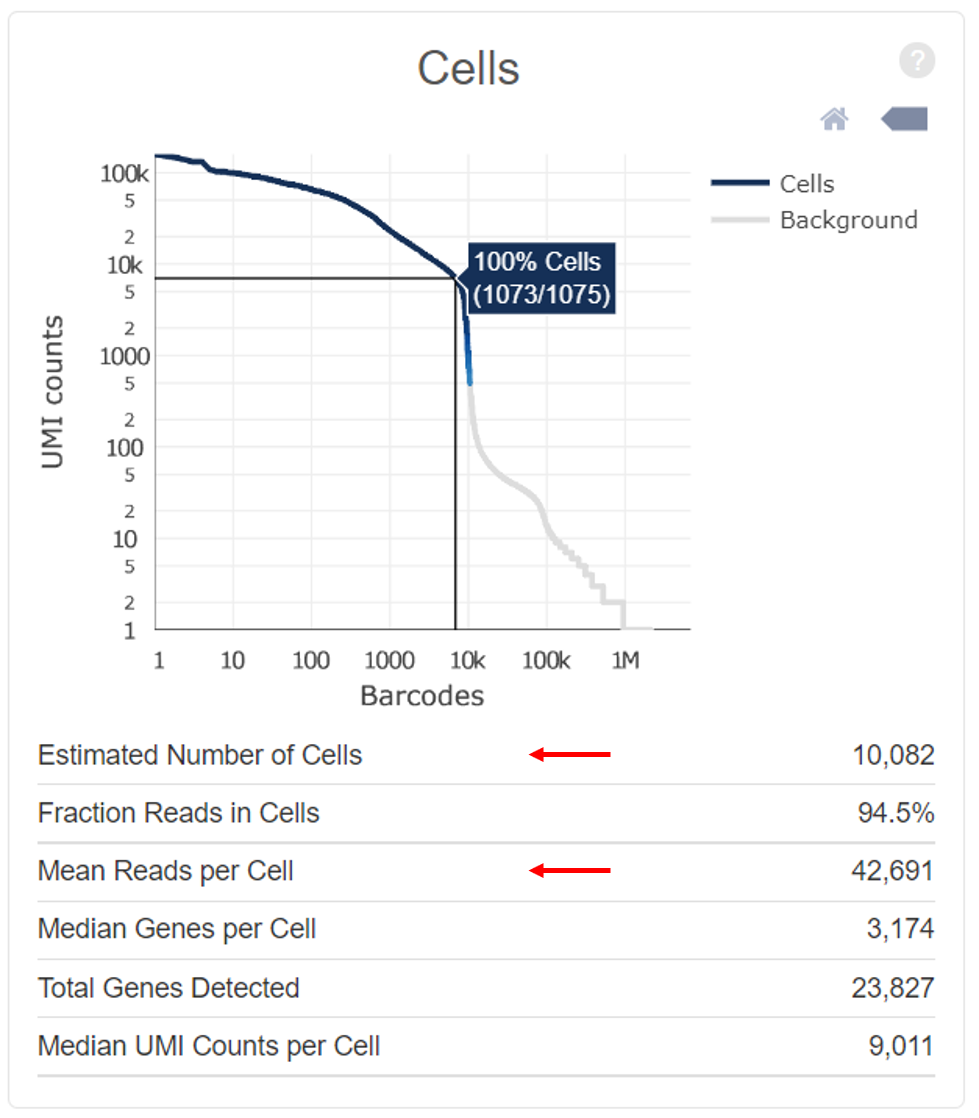 Cells
?
Cells
Background
100k
5
2
10k
5
2
1000
5
2
100
5
2
10
5
2
1
UMI counts
100% Cells
(1073/1075)
1 10 100 1000 10k 100k 1M
Barcodes
Estimated Number of Cells 10,082
Fraction Reads in Cells 94.5%
Mean Reads per Cell 42,691
Median Genes per Cell 3,174
Total Genes Detected 23,827
Median UMI Counts per Cell 9,011